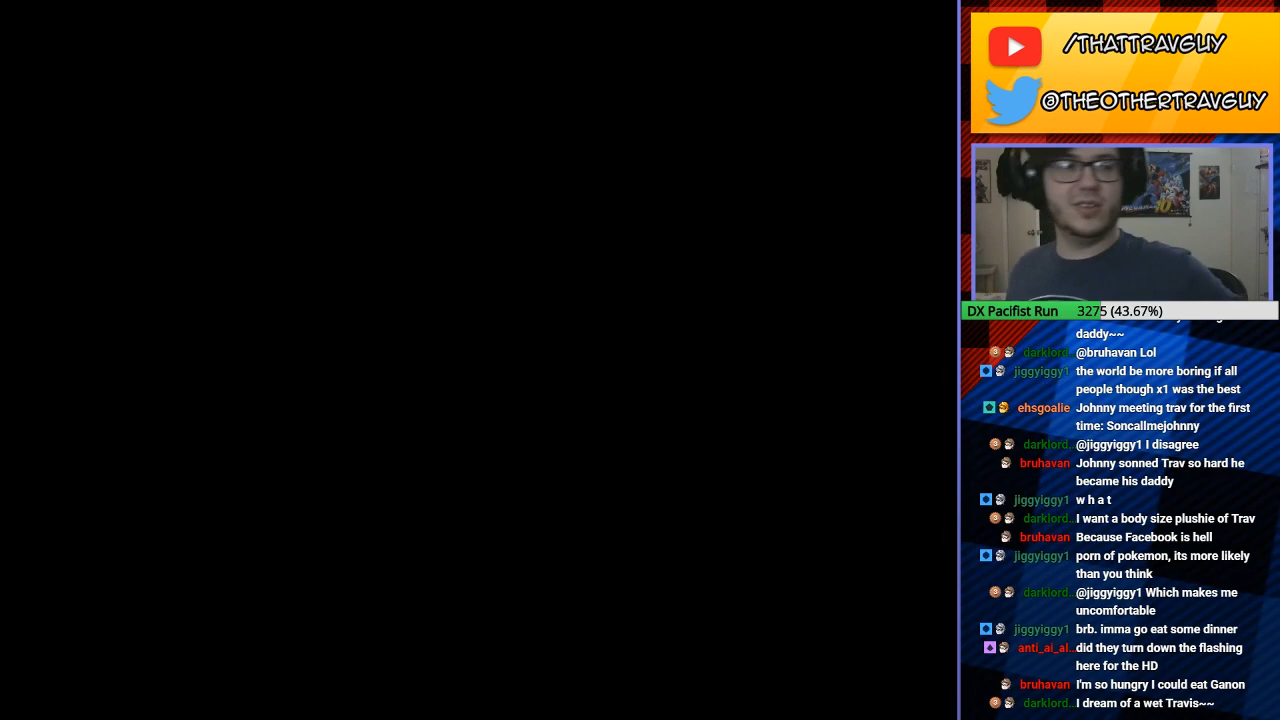 /THATTRAVGUY
@THEOTHERTRAVGUY
DX Pacifist Run 3275 (43.67%)
daddy~~
darklord.. @bruhavan Lol
jiggyiggy1 the world be more boring if all
people though x1 was the best
ehsgoalie Johnny meeting trav for the first
time: Soncallmejohnny
darklord.. @jiggyiggy1 I disagree
bruhavan Johnny sonned Trav so hard he
became his daddy
jiggyiggy1 w h a t
darklord.. I want a body size plushie of Trav
bruhavan Because Facebook is hell
jiggyiggy1 porn of pokemon, its more likely
than you think
darklord.. @jiggyiggy1 Which makes me
uncomfortable
jiggyiggy1 brb. imma go eat some dinner
anti_ai_al.. did they turn down the flashing
here for the HD
bruhavan I'm so hungry I could eat Ganon
darklord.. I dream of a wet Travis~~